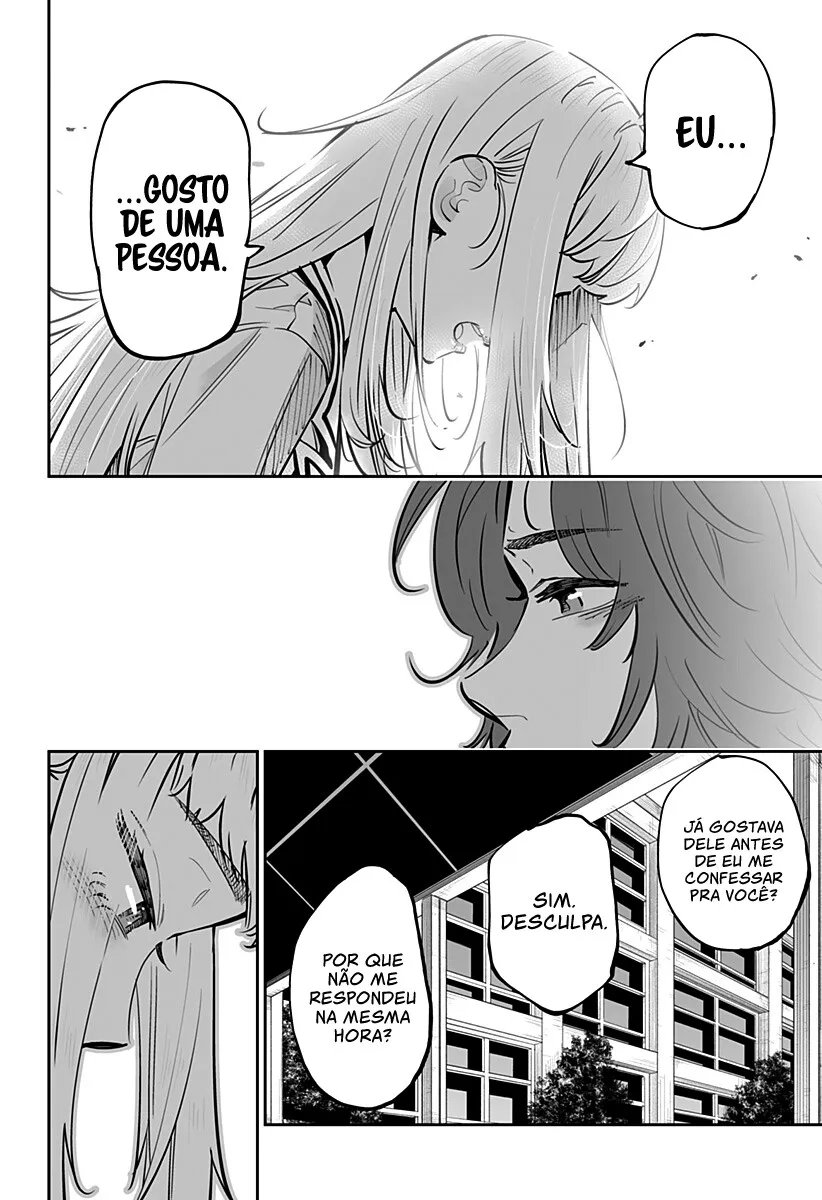 EU...
...GOSTO
DE UMA
PESSOA.
JÁ GOSTAVA
DELE ANTES
DE EU ME
CONFESSAR
PRA VOCÊ?
SIM.
DESCULPA.
POR QUE
NÃO ME
RESPONDEU
NA MESMA
HORA?